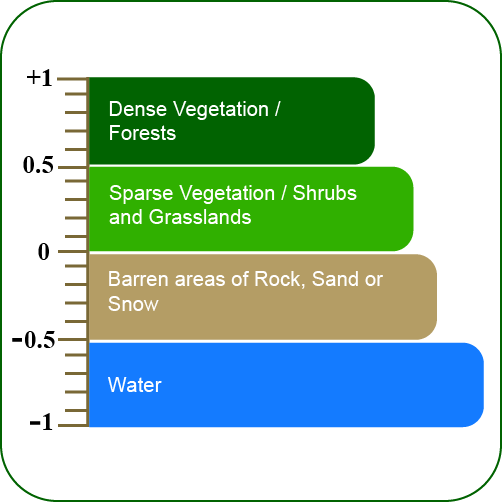 +1
Dense Vegetation /
Forests
0.5
Sparse Vegetation / Shrubs
and Grasslands
0
Barren areas of Rock, Sand or
Snow
-0.5
Water
-1